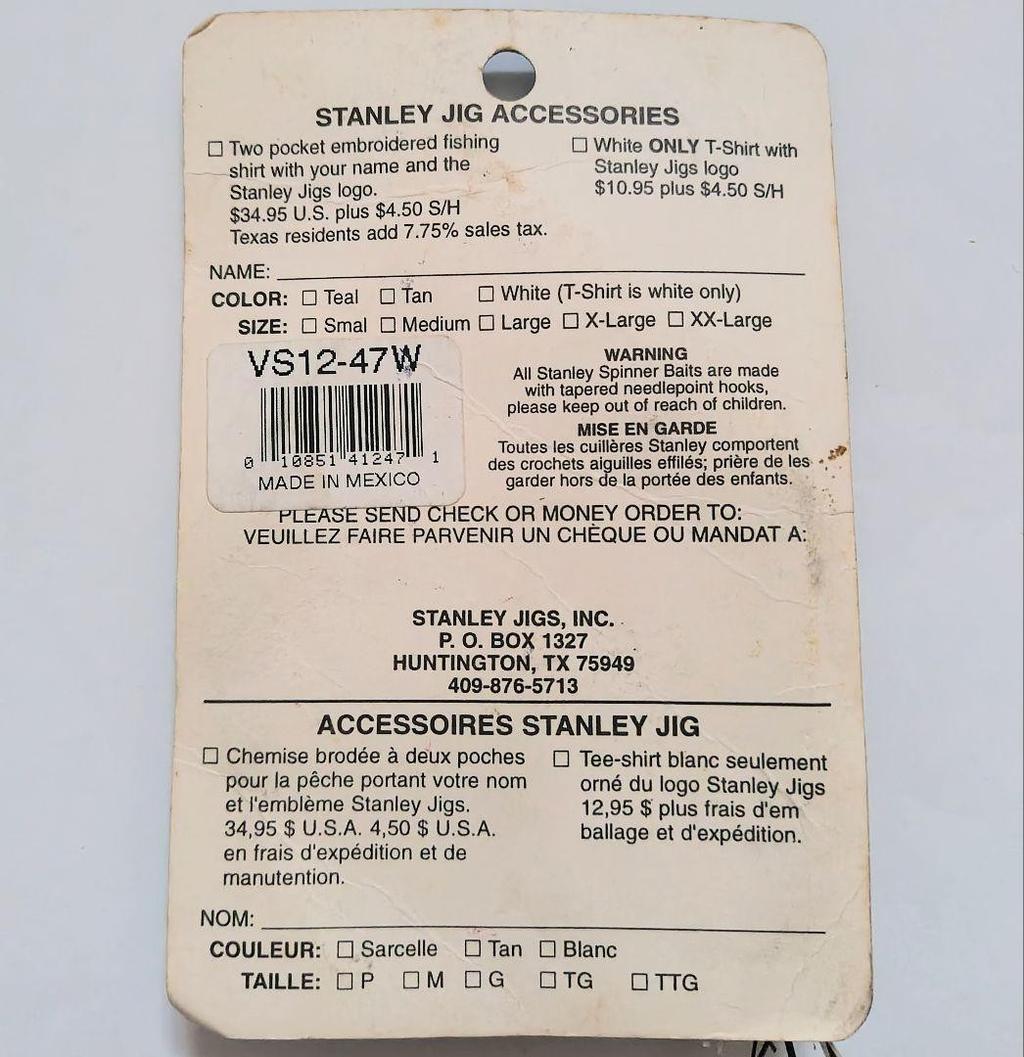 STANLEY JIG ACCESSORIES
☐ Two pocket embroidered fishing
shirt with your name and the
Stanley Jigs logo.
$34.95 U.S. plus $4.50 S/H
Texas residents add 7.75% sales tax.
☐ White ONLY T-Shirt with
Stanley Jigs logo
$10.95 plus $4.50 S/H
NAME:
COLOR: ☐ Teal ☐ Tan ☐ White (T-Shirt is white only)
SIZE: ☐ Smal ☐ Medium ☐ Large ☐ X-Large ☐ XX-Large
VS12-47W
0 10851 41247 1
MADE IN MEXICO
WARNING
All Stanley Spinner Baits are made
with tapered needlepoint hooks,
please keep out of reach of children.
MISE EN GARDE
Toutes les cuillères Stanley comportent
des crochets aiguilles effilés; prière de les
garder hors de la portée des enfants.
PLEASE SEND CHECK OR MONEY ORDER TO:
VEUILLEZ FAIRE PARVENIR UN CHÈQUE OU MANDAT A:
STANLEY JIGS, INC.
P. O. BOX 1327
HUNTINGTON, TX 75949
409-876-5713
ACCESSOIRES STANLEY JIG
☐ Chemise brodée à deux poches
pour la pêche portant votre nom
et l'emblème Stanley Jigs.
34,95 $ U.S.A. 4,50 $ U.S.A.
en frais d'expédition et de
manutention.
☐ Tee-shirt blanc seulement
orné du logo Stanley Jigs
12,95 $ plus frais d'em
ballage et d'expédition.
NOM:
COULEUR: ☐ Sarcelle ☐ Tan ☐ Blanc
TAILLE: ☐ P ☐ M ☐ G ☐ TG ☐ TTG